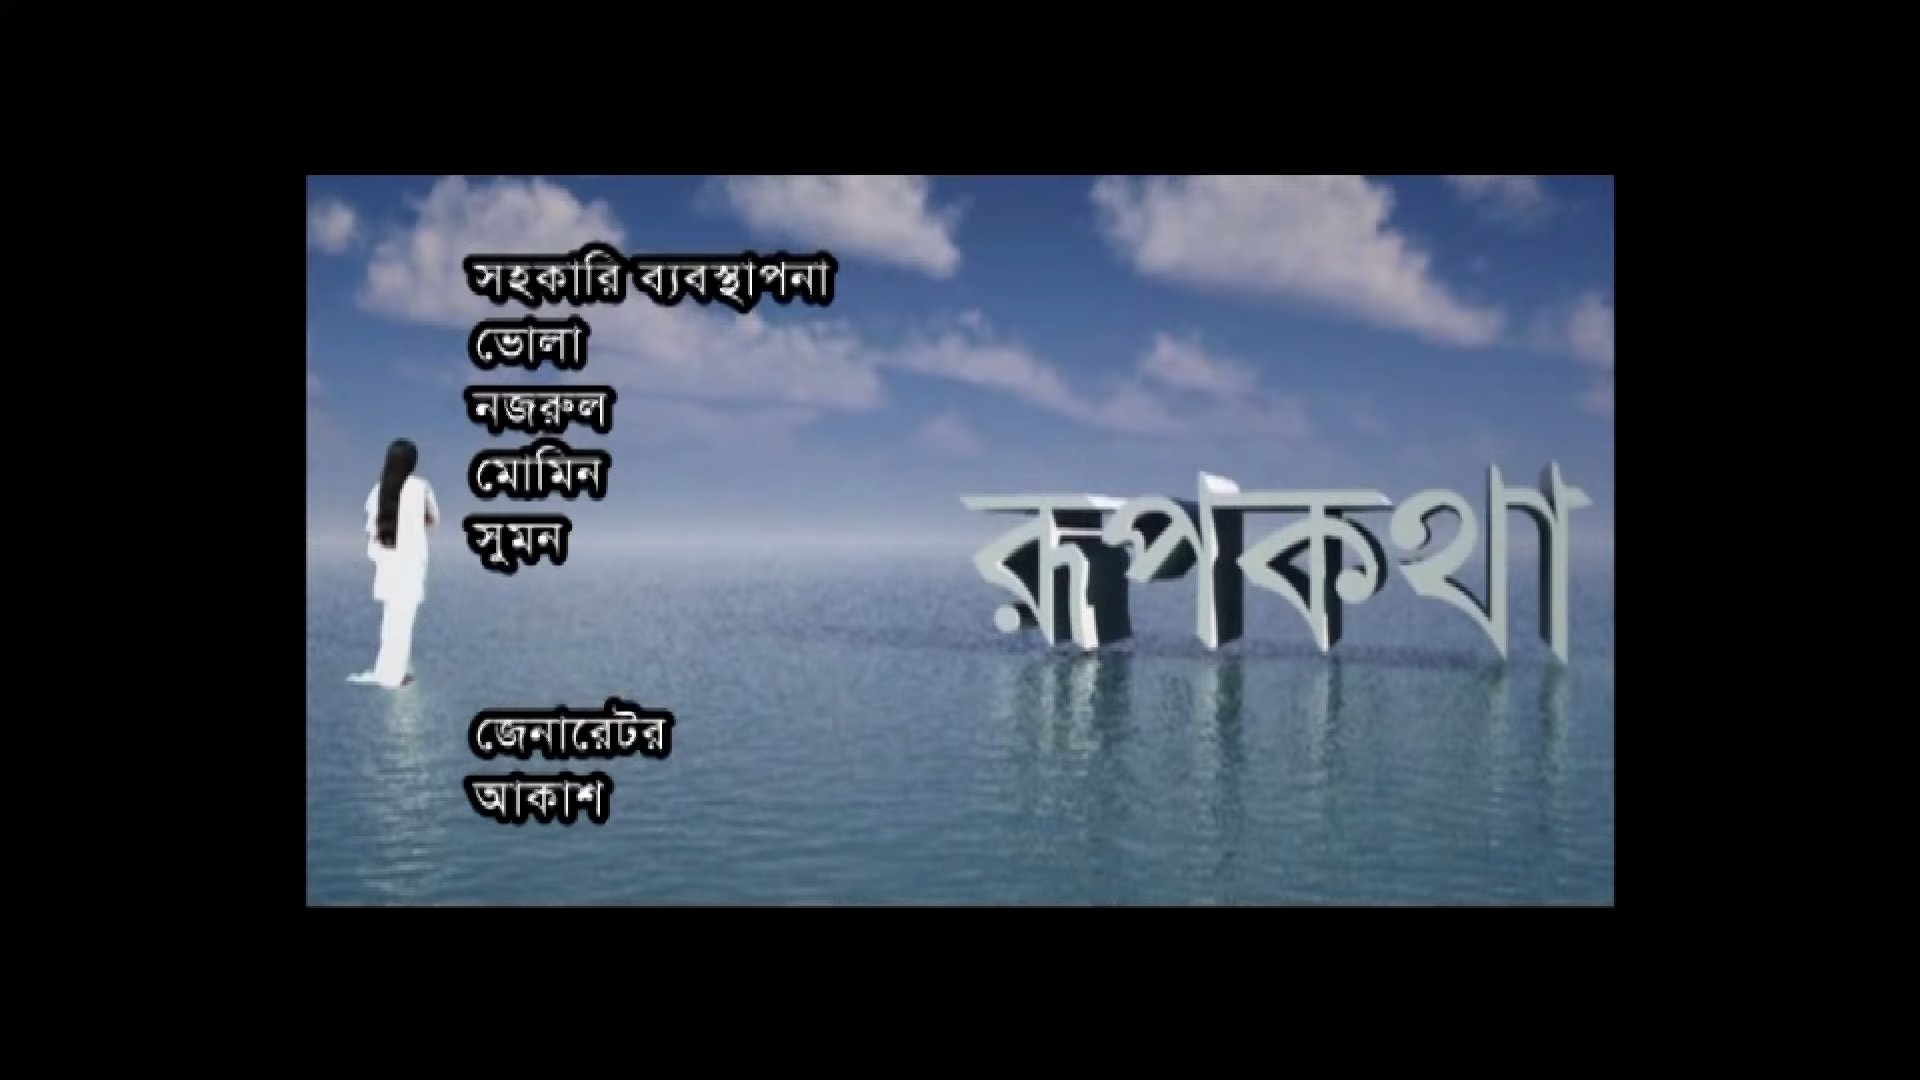 সহকারি ব্যবস্থাপনা
ভোলা
নজরুল
মোমিন
সুমন
রূপকথা
জেনারেটর
আকাশ